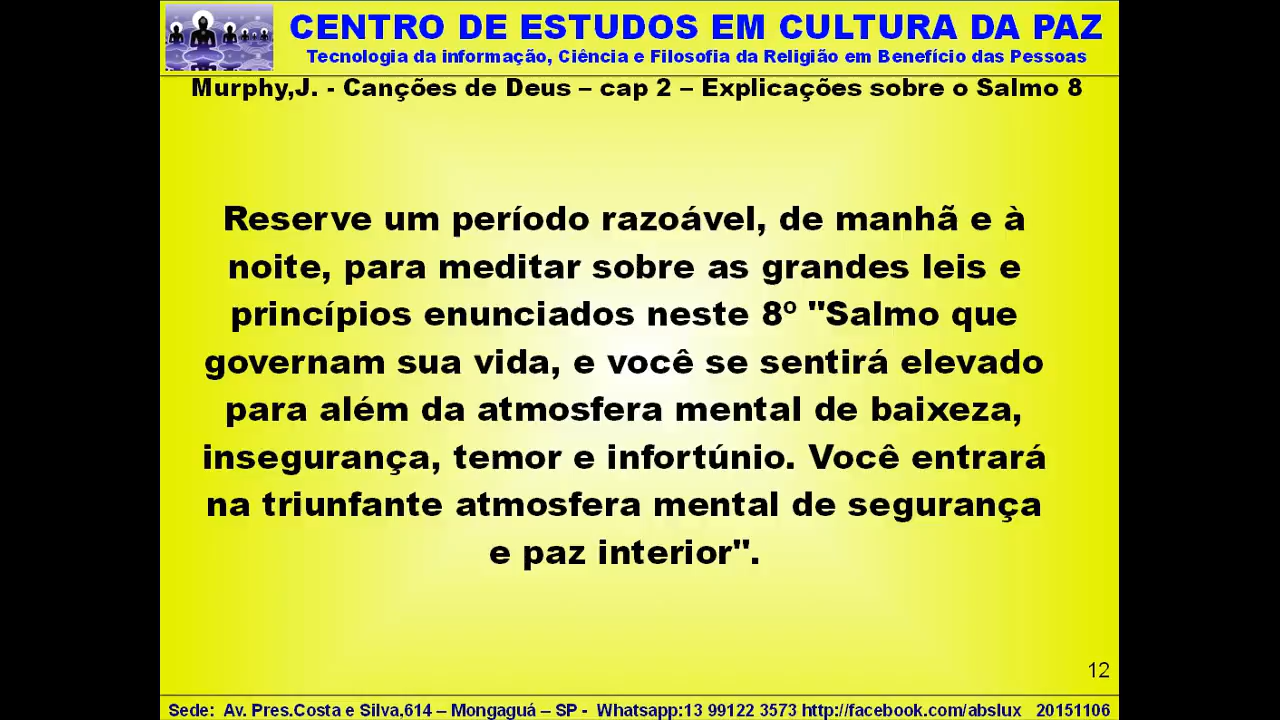 CENTRO DE ESTUDOS EM CULTURA DA PAZ
Tecnologia da informação, Ciência e Filosofia da Religião em Benefício das Pessoas
Murphy,J. - Canções de Deus – cap 2 – Explicações sobre o Salmo 8
Reserve um período razoável, de manhã e à
noite, para meditar sobre as grandes leis e
princípios enunciados neste 8º "Salmo que
governam sua vida, e você se sentirá elevado
para além da atmosfera mental de baixeza,
insegurança, temor e infortúnio. Você entrará
na triunfante atmosfera mental de segurança
e paz interior".
12
Sede: Av. Pres.Costa e Silva,614 – Mongaguá – SP - Whatsapp:13 99122 3573 http://facebook.com/abslux 20151106